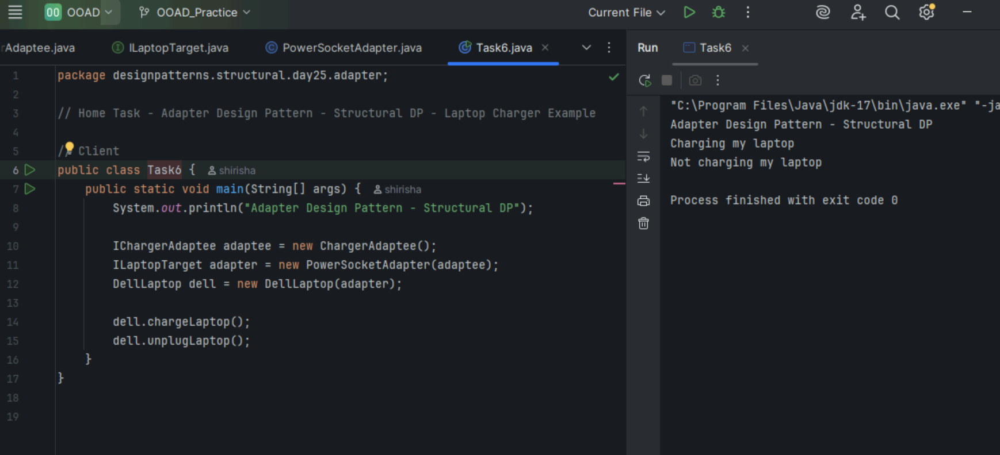 OOAD
OOAD_Practice
Current File
rAdaptee.java
ILaptopTarget.java
PowerSocketAdapter.java
Task6.java
1 package designpatterns.structural.day25.adapter;
2
3 // Home Task - Adapter Design Pattern - Structural DP - Laptop Charger Example
4
5 // Client
6 public class Task6 { shirisha
7 public static void main(String[] args) { shirisha
8 System.out.println("Adapter Design Pattern - Structural DP");
9
10 IChargerAdaptee adaptee = new ChargerAdaptee();
11 ILaptopTarget adapter = new PowerSocketAdapter(adaptee);
12 DellLaptop dell = new DellLaptop(adapter);
13
14 dell.chargeLaptop();
15 dell.unplugLaptop();
16 }
17 }
18
19
Run
Task6
"C:\Program Files\Java\jdk-17\bin\java.exe" "-ja
Adapter Design Pattern - Structural DP
Charging my laptop
Not charging my laptop
Process finished with exit code 0